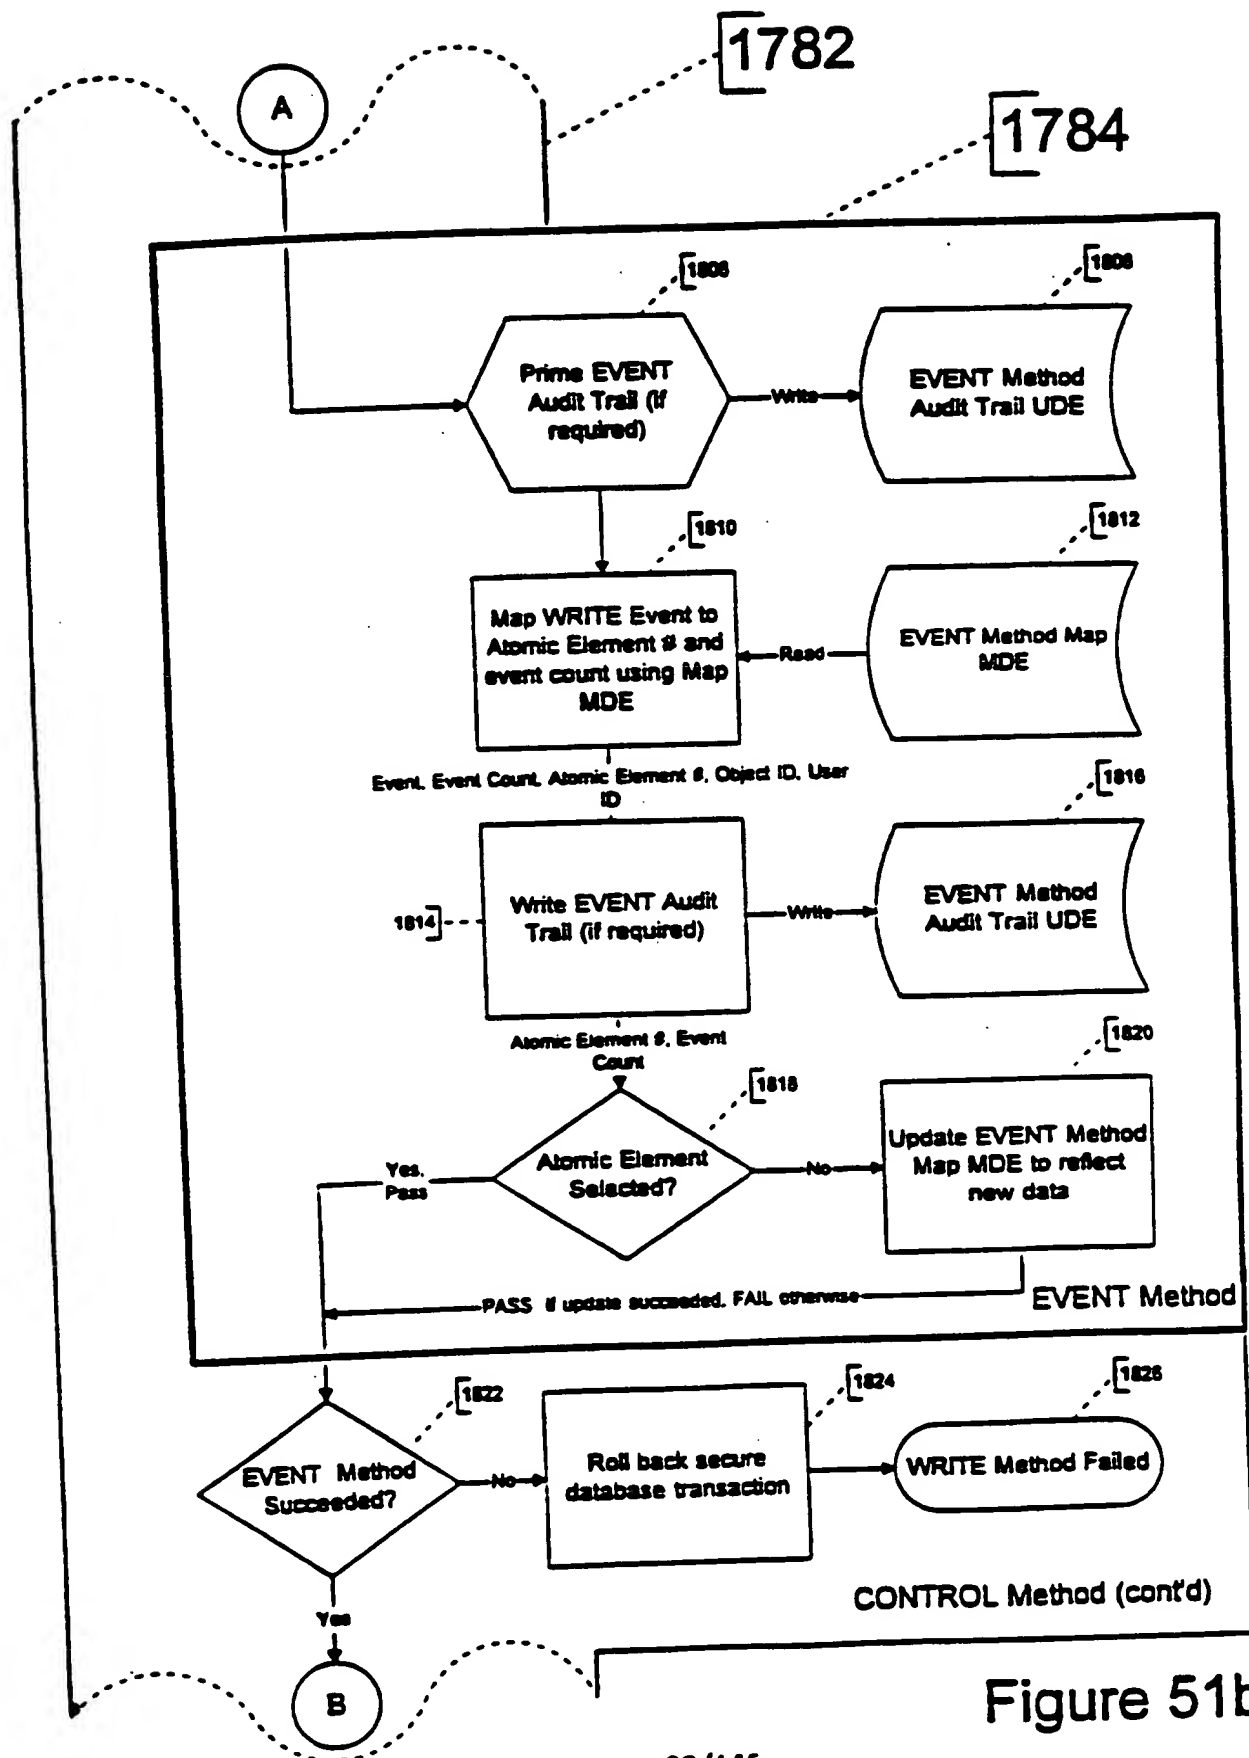 1782
A
1784
1806
1808
Prime EVENT
Audit Trail (if
required)
Write
EVENT Method
Audit Trail UDE
1810
1812
Map WRITE Event to
Atomic Element # and
event count using Map
MDE
Read
EVENT Method Map
MDE
Event, Event Count, Atomic Element #, Object ID, User
ID
1816
1814
Write EVENT Audit
Trail (if required)
Write
EVENT Method
Audit Trail UDE
Atomic Element #, Event
Count
1818
1820
Yes,
Pass
Atomic Element
Selected?
No
Update EVENT Method
Map MDE to reflect
new data
PASS if update succeeded, FAIL otherwise
EVENT Method
1822
1824
1826
EVENT Method
Succeeded?
No
Roll back secure
database transaction
WRITE Method Failed
Yes
CONTROL Method (cont'd)
B
Figure 51b